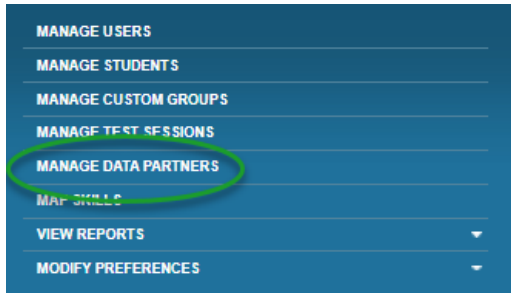 MANAGE USERS
MANAGE STUDENTS
MANAGE CUSTOM GROUPS
MANAGE TEST SESSIONS
MANAGE DATA PARTNERS
MAP SKILLS
VIEW REPORTS
MODIFY PREFERENCES